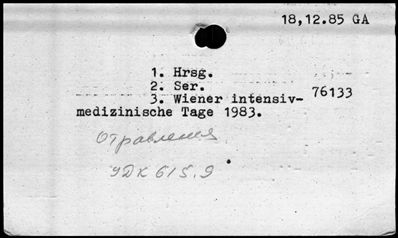 18,12.85 GA
1. Hrsg.
2. Ser.
76133
3. Wiener intensiv-
medizinische Tage 1983.
Отравления
УДК 615.9